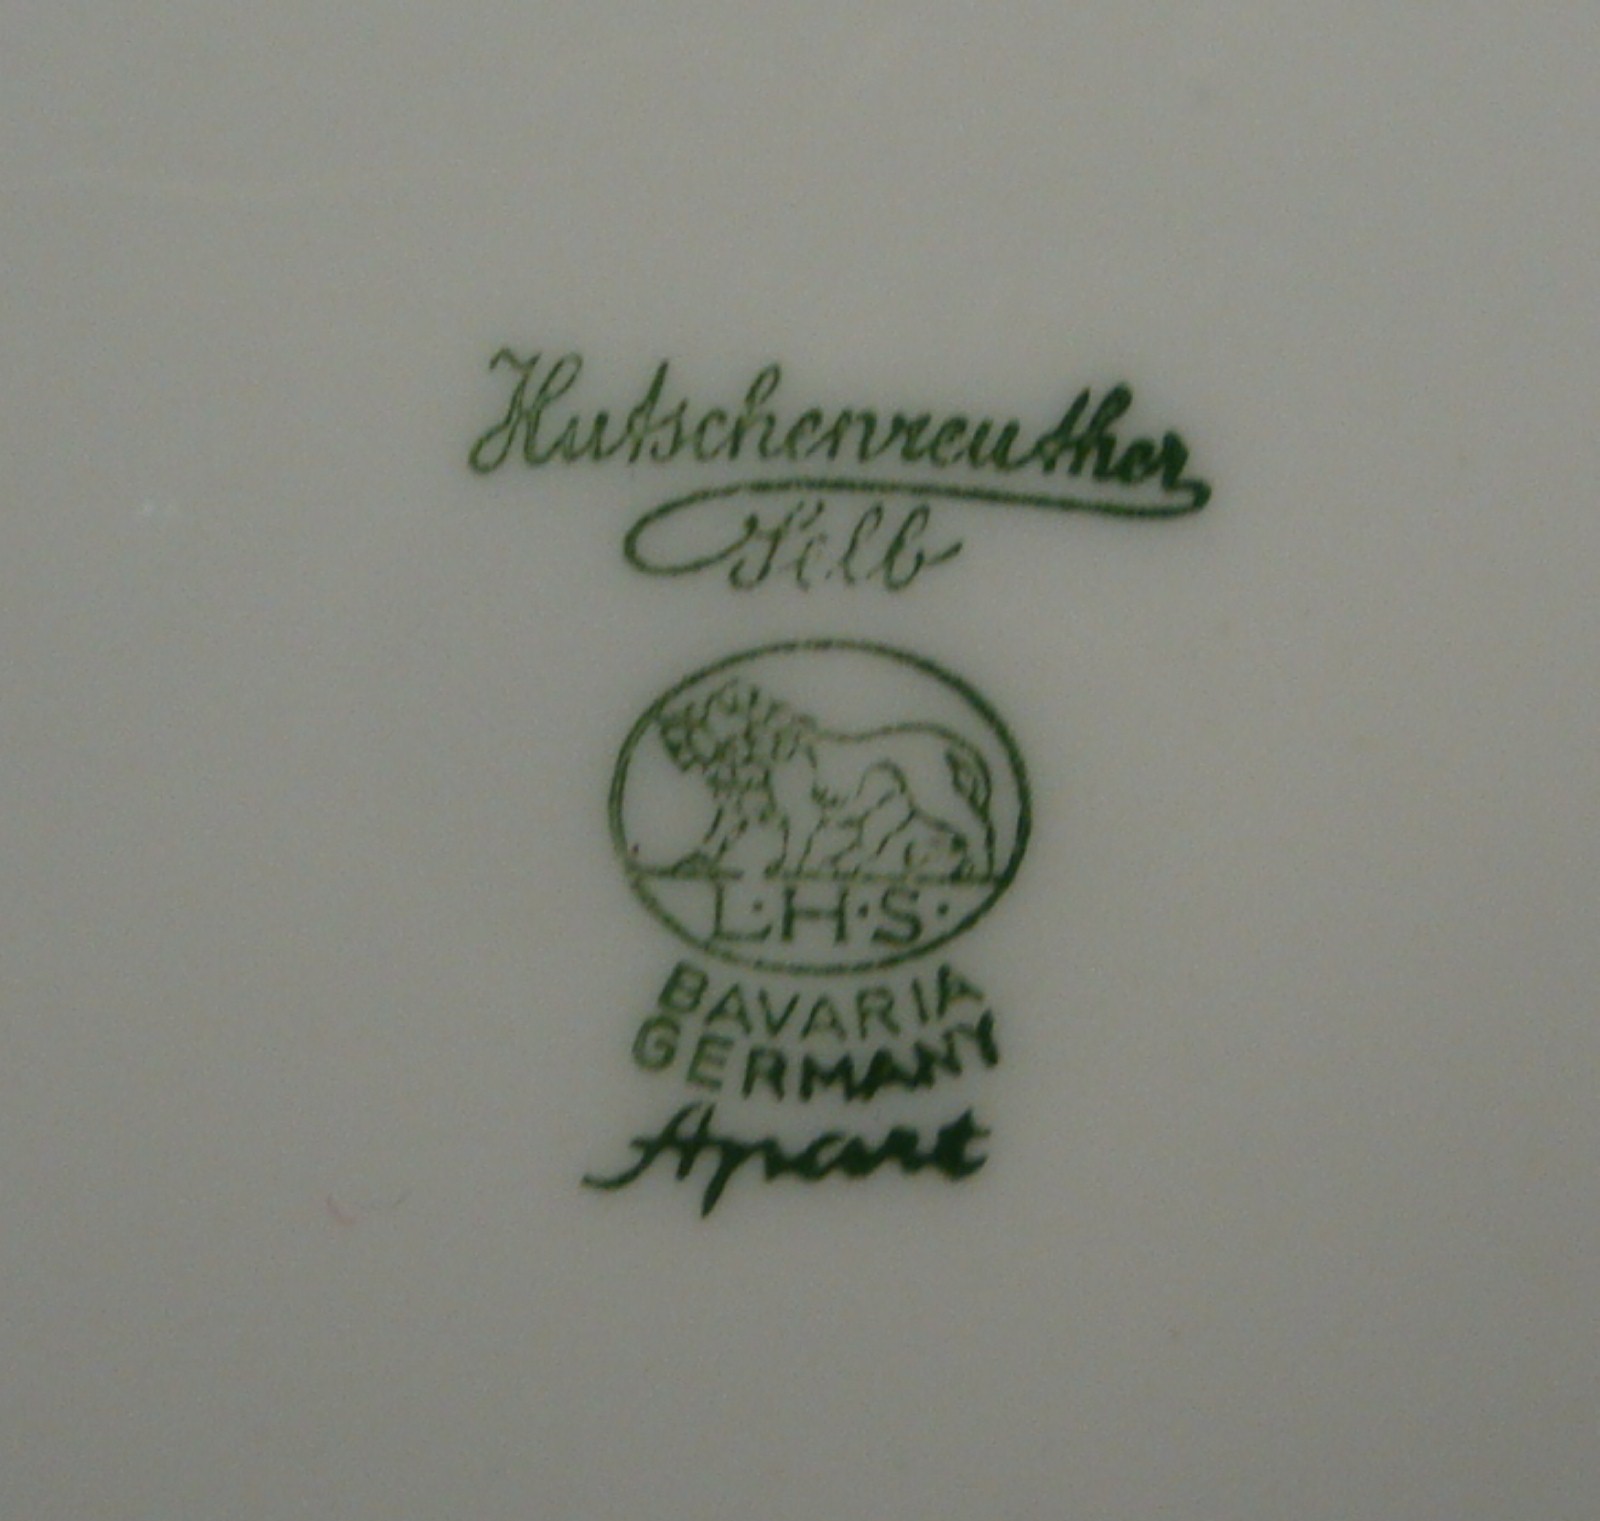 Hutschenreuther
Selb
L·H·S·
BAVARIA
GERMANY
Apart